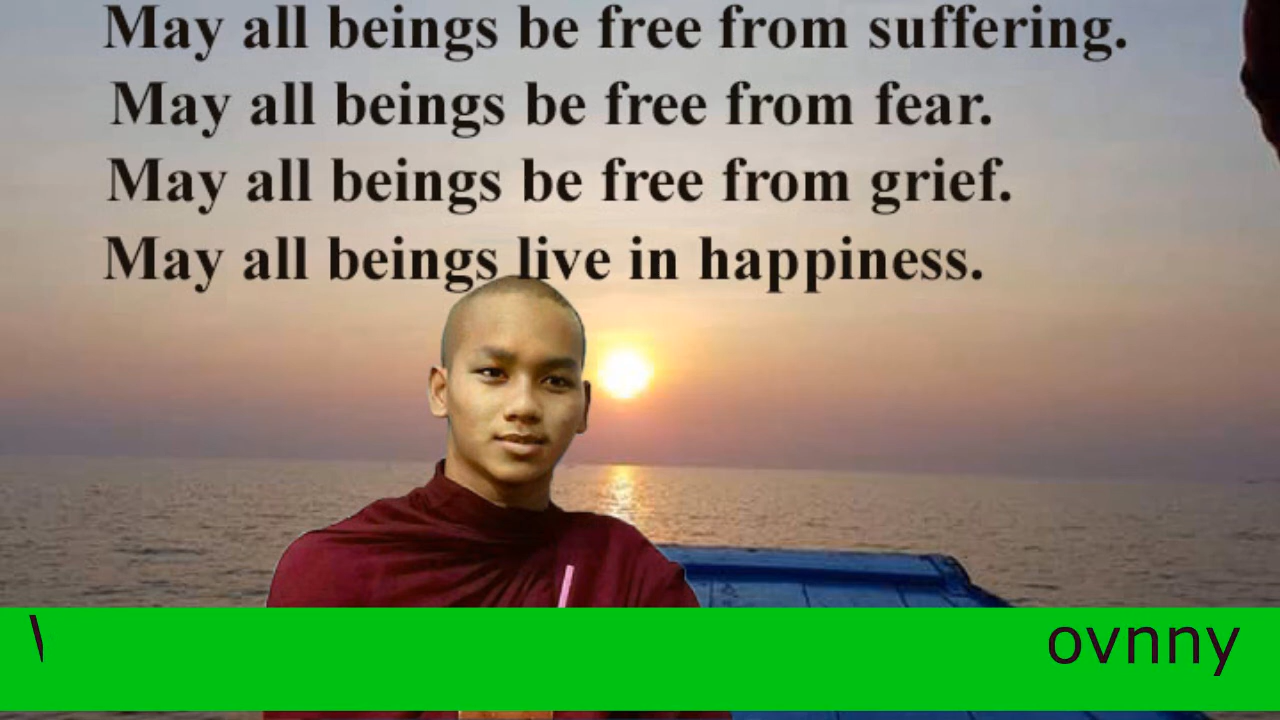 May all beings be free from suffering.
May all beings be free from fear.
May all beings be free from grief.
May all beings live in happiness.
ovnny